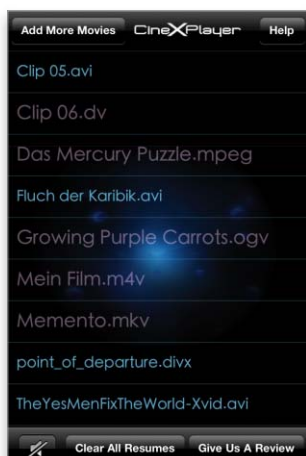 Add More Movies CineXPlayer Help
Clip 05.avi
Clip 06.dv
Das Mercury Puzzle.mpeg
Fluch der Karibik.avi
Growing Purple Carrots.ogv
Mein Film.m4v
Memento.mkv
point_of_departure.divx
TheYesMenFixTheWorld-Xvid.avi
Clear All Resumes Give Us A Review